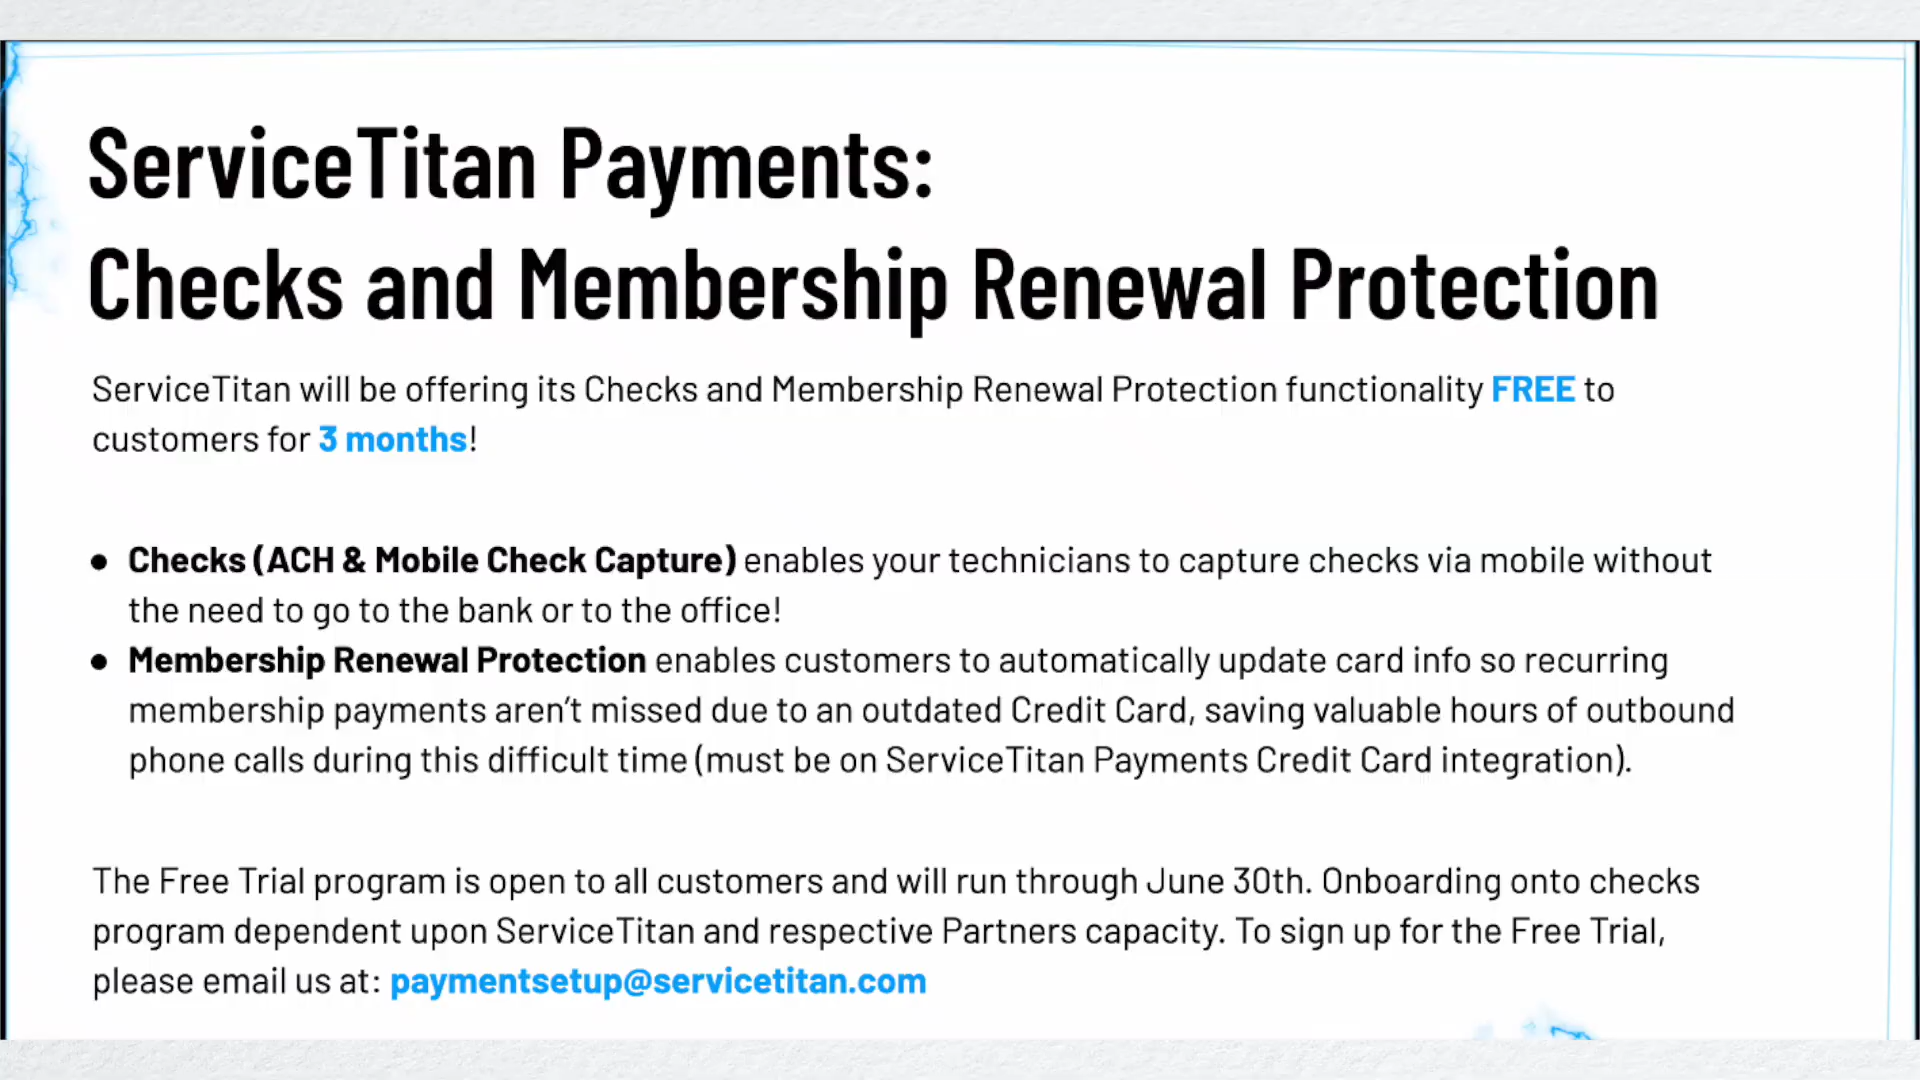 ServiceTitan Payments:
Checks and Membership Renewal Protection
ServiceTitan will be offering its Checks and Membership Renewal Protection functionality FREE to
customers for 3 months!
● Checks (ACH & Mobile Check Capture) enables your technicians to capture checks via mobile without
the need to go to the bank or to the office!
● Membership Renewal Protection enables customers to automatically update card info so recurring
membership payments aren’t missed due to an outdated Credit Card, saving valuable hours of outbound
phone calls during this difficult time (must be on ServiceTitan Payments Credit Card integration).
The Free Trial program is open to all customers and will run through June 30th. Onboarding onto checks
program dependent upon ServiceTitan and respective Partners capacity. To sign up for the Free Trial,
please email us at: paymentsetup@servicetitan.com